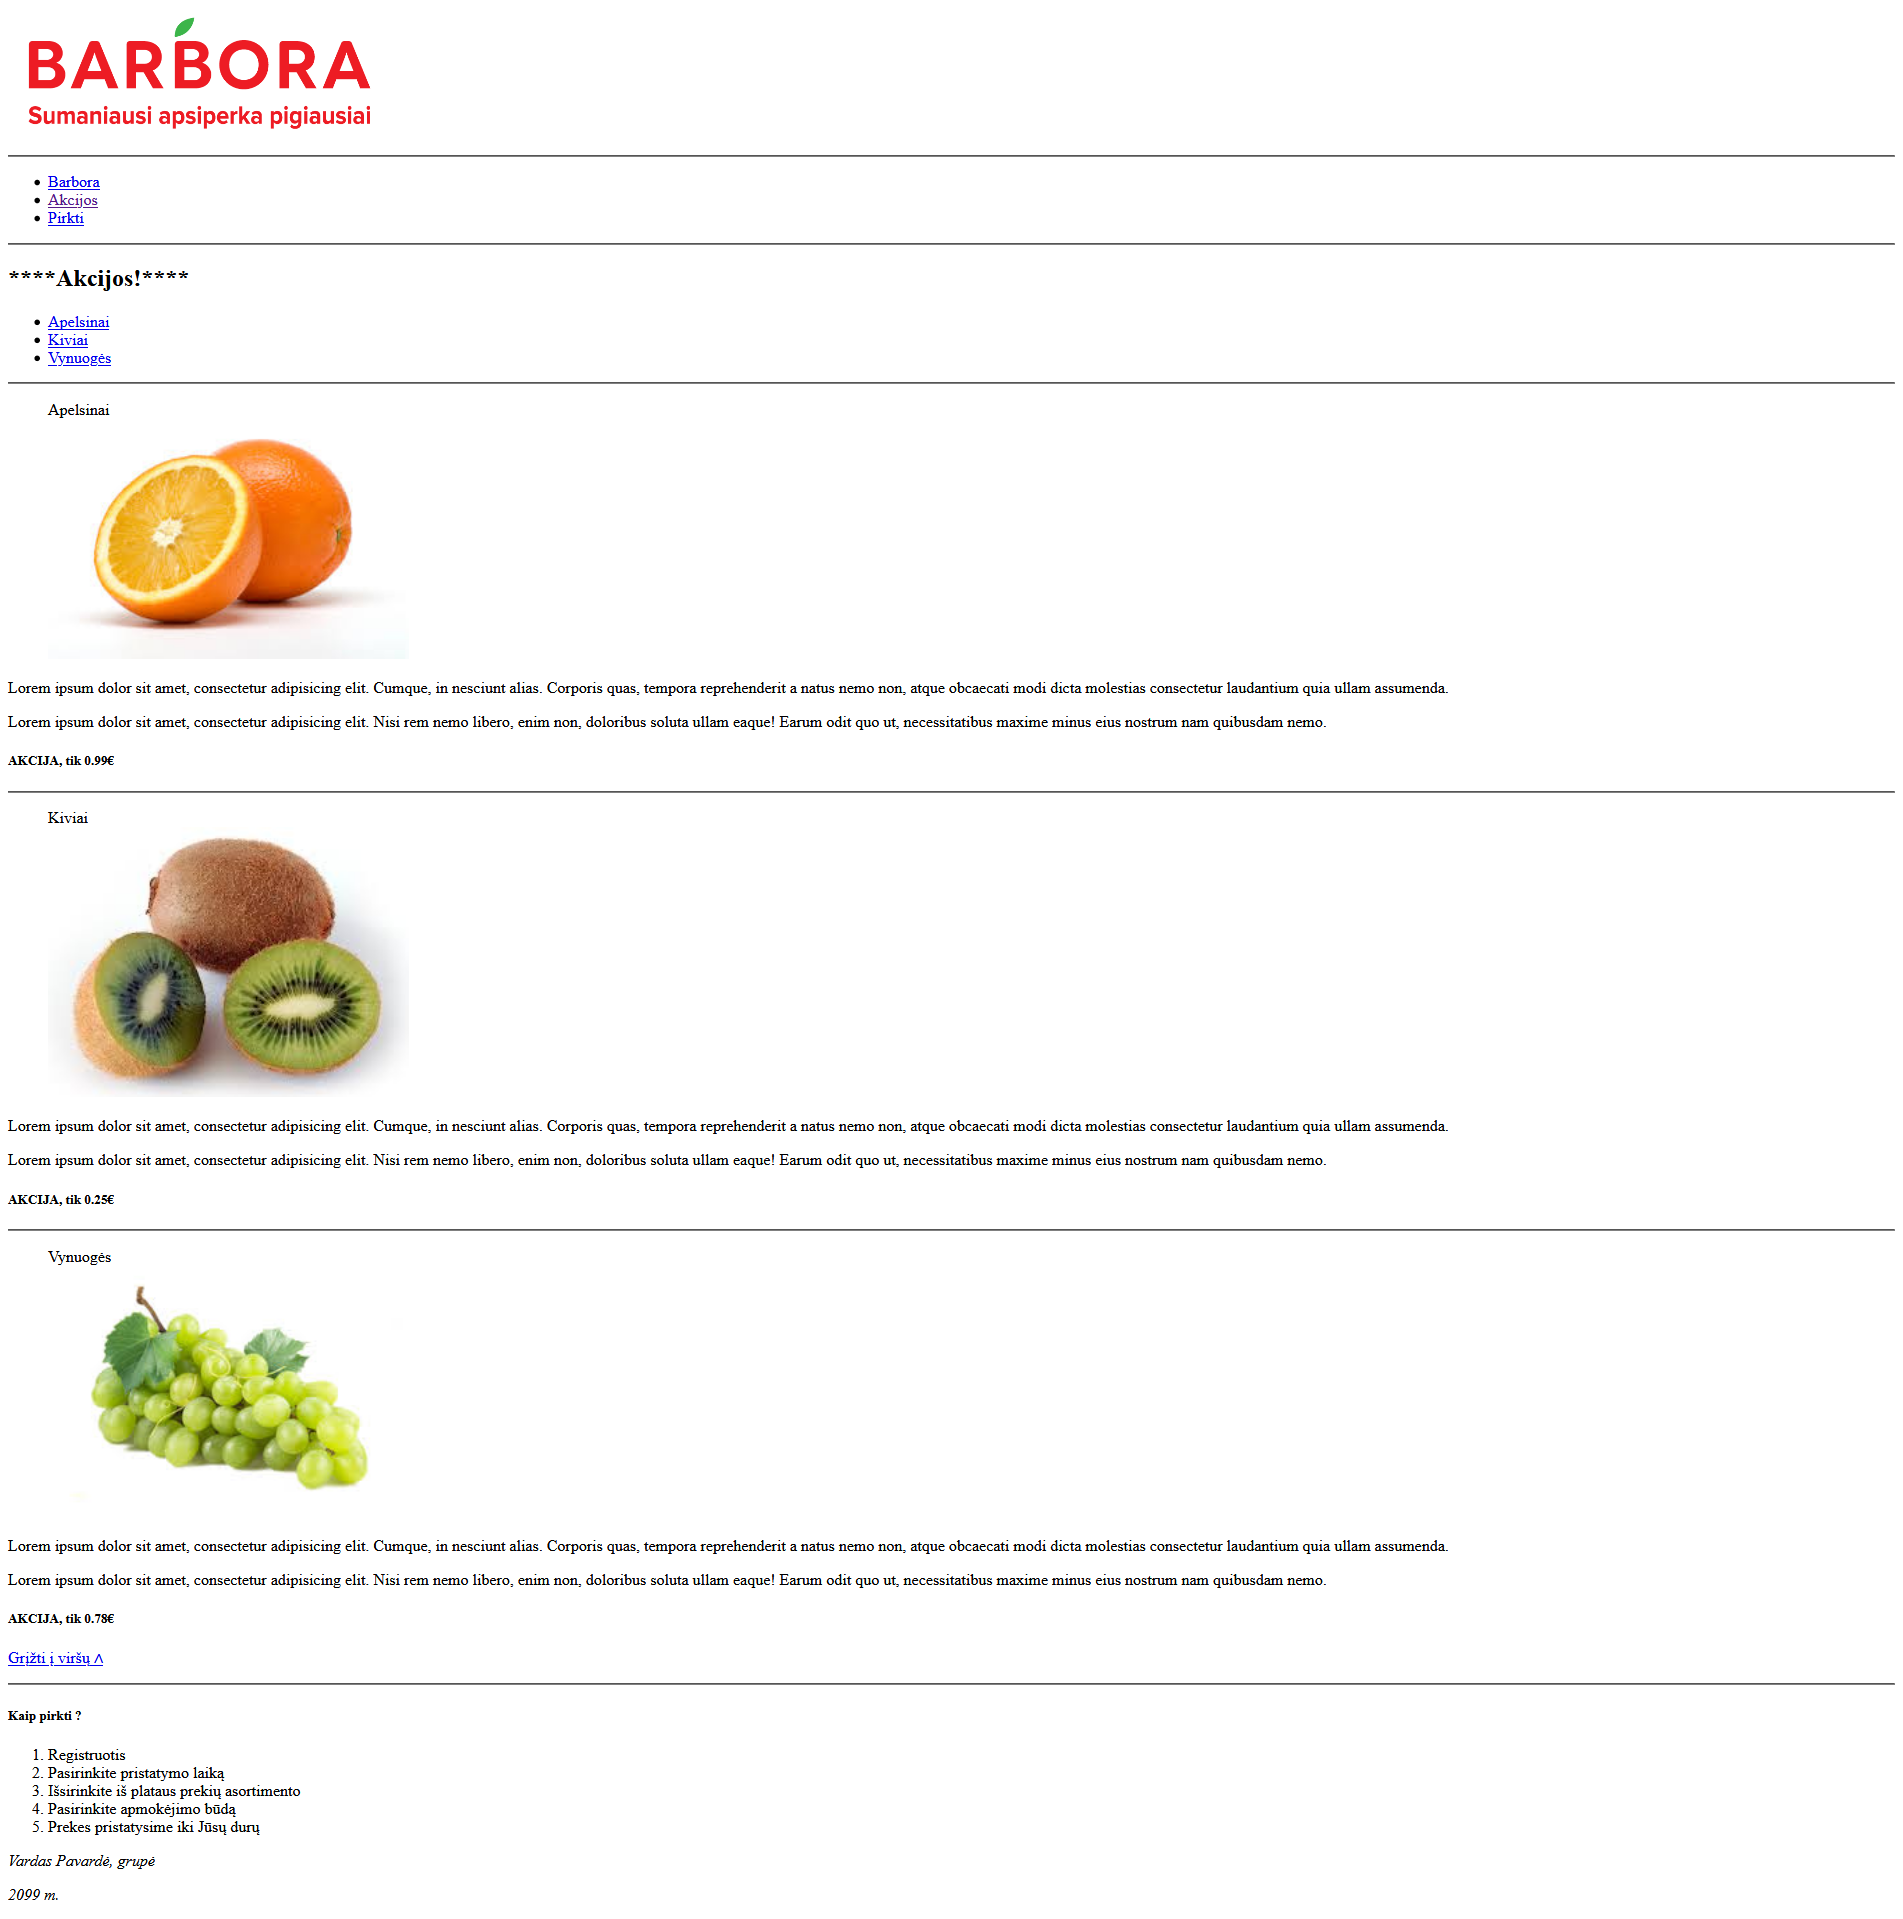 BARBORA
Sumaniausi apsiperka pigiausiai
Barbora
Akcijos
Pirkti
****Akcijos!****
Apelsinai
Kiviai
Vynuogės
Apelsinai
Lorem ipsum dolor sit amet, consectetur adipisicing elit. Cumque, in nesciunt alias. Corporis quas, tempora reprehenderit a natus nemo non, atque obcaecati modi dicta molestias consectetur laudantium quia ullam assumenda.
Lorem ipsum dolor sit amet, consectetur adipisicing elit. Nisi rem nemo libero, enim non, doloribus soluta ullam eaque! Earum odit quo ut, necessitatibus maxime minus eius nostrum nam quibusdam nemo.
AKCIJA, tik 0.99€
Kiviai
Lorem ipsum dolor sit amet, consectetur adipisicing elit. Cumque, in nesciunt alias. Corporis quas, tempora reprehenderit a natus nemo non, atque obcaecati modi dicta molestias consectetur laudantium quia ullam assumenda.
Lorem ipsum dolor sit amet, consectetur adipisicing elit. Nisi rem nemo libero, enim non, doloribus soluta ullam eaque! Earum odit quo ut, necessitatibus maxime minus eius nostrum nam quibusdam nemo.
AKCIJA, tik 0.25€
Vynuogės
Lorem ipsum dolor sit amet, consectetur adipisicing elit. Cumque, in nesciunt alias. Corporis quas, tempora reprehenderit a natus nemo non, atque obcaecati modi dicta molestias consectetur laudantium quia ullam assumenda.
Lorem ipsum dolor sit amet, consectetur adipisicing elit. Nisi rem nemo libero, enim non, doloribus soluta ullam eaque! Earum odit quo ut, necessitatibus maxime minus eius nostrum nam quibusdam nemo.
AKCIJA, tik 0.78€
Grįžti į viršų ^
Kaip pirkti ?
1. Registruotis
2. Pasirinkite pristatymo laiką
3. Išsirinkite iš plataus prekių asortimento
4. Pasirinkite apmokėjimo būdą
5. Prekes pristatysime iki Jūsų durų
Vardas Pavardė, grupė
2099 m.